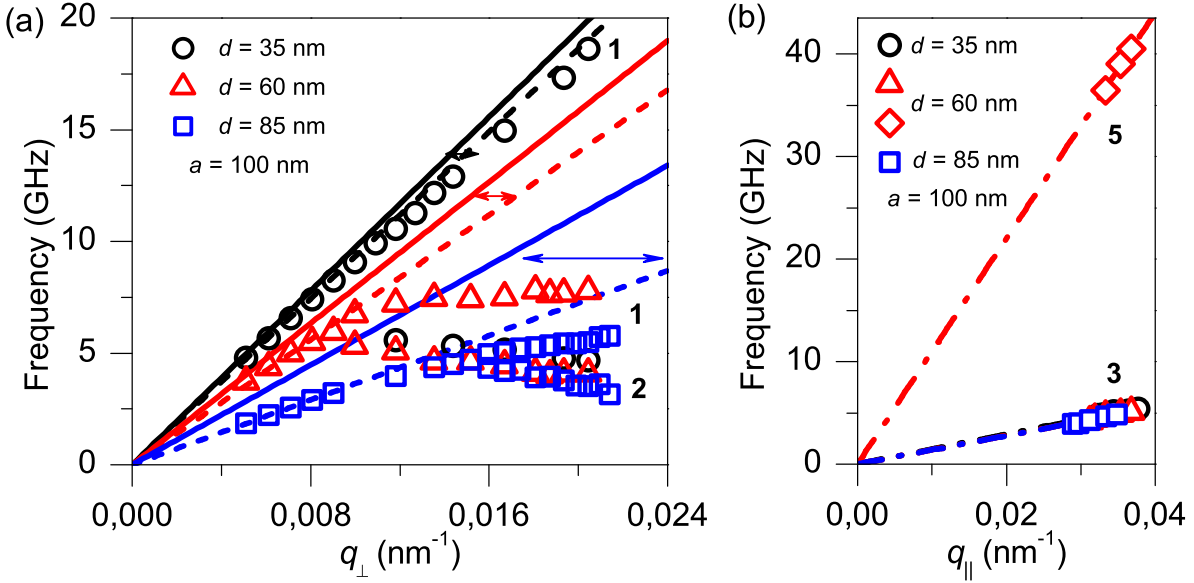 (a)
20
15
10
5
0
Frequency (GHz)
d = 35 nm
d = 60 nm
d = 85 nm
a = 100 nm
1
1
2
0,000
0,008
0,016
0,024
q⊥ (nm-1)
(b)
40
30
20
10
0
Frequency (GHz)
d = 35 nm
d = 60 nm
d = 85 nm
a = 100 nm
5
3
0,00
0,02
0,04
q|| (nm-1)